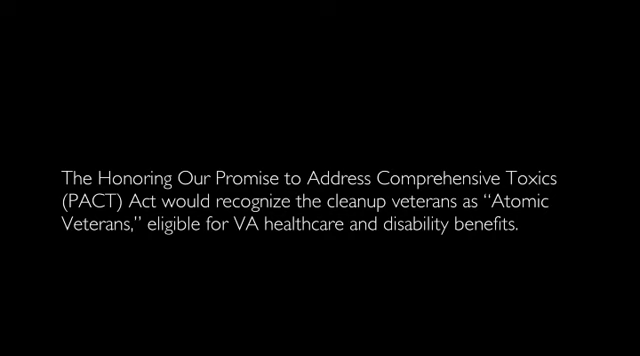 The Honoring Our Promise to Address Comprehensive Toxics
(PACT) Act would recognize the cleanup veterans as “Atomic
Veterans,” eligible for VA healthcare and disability benefits.